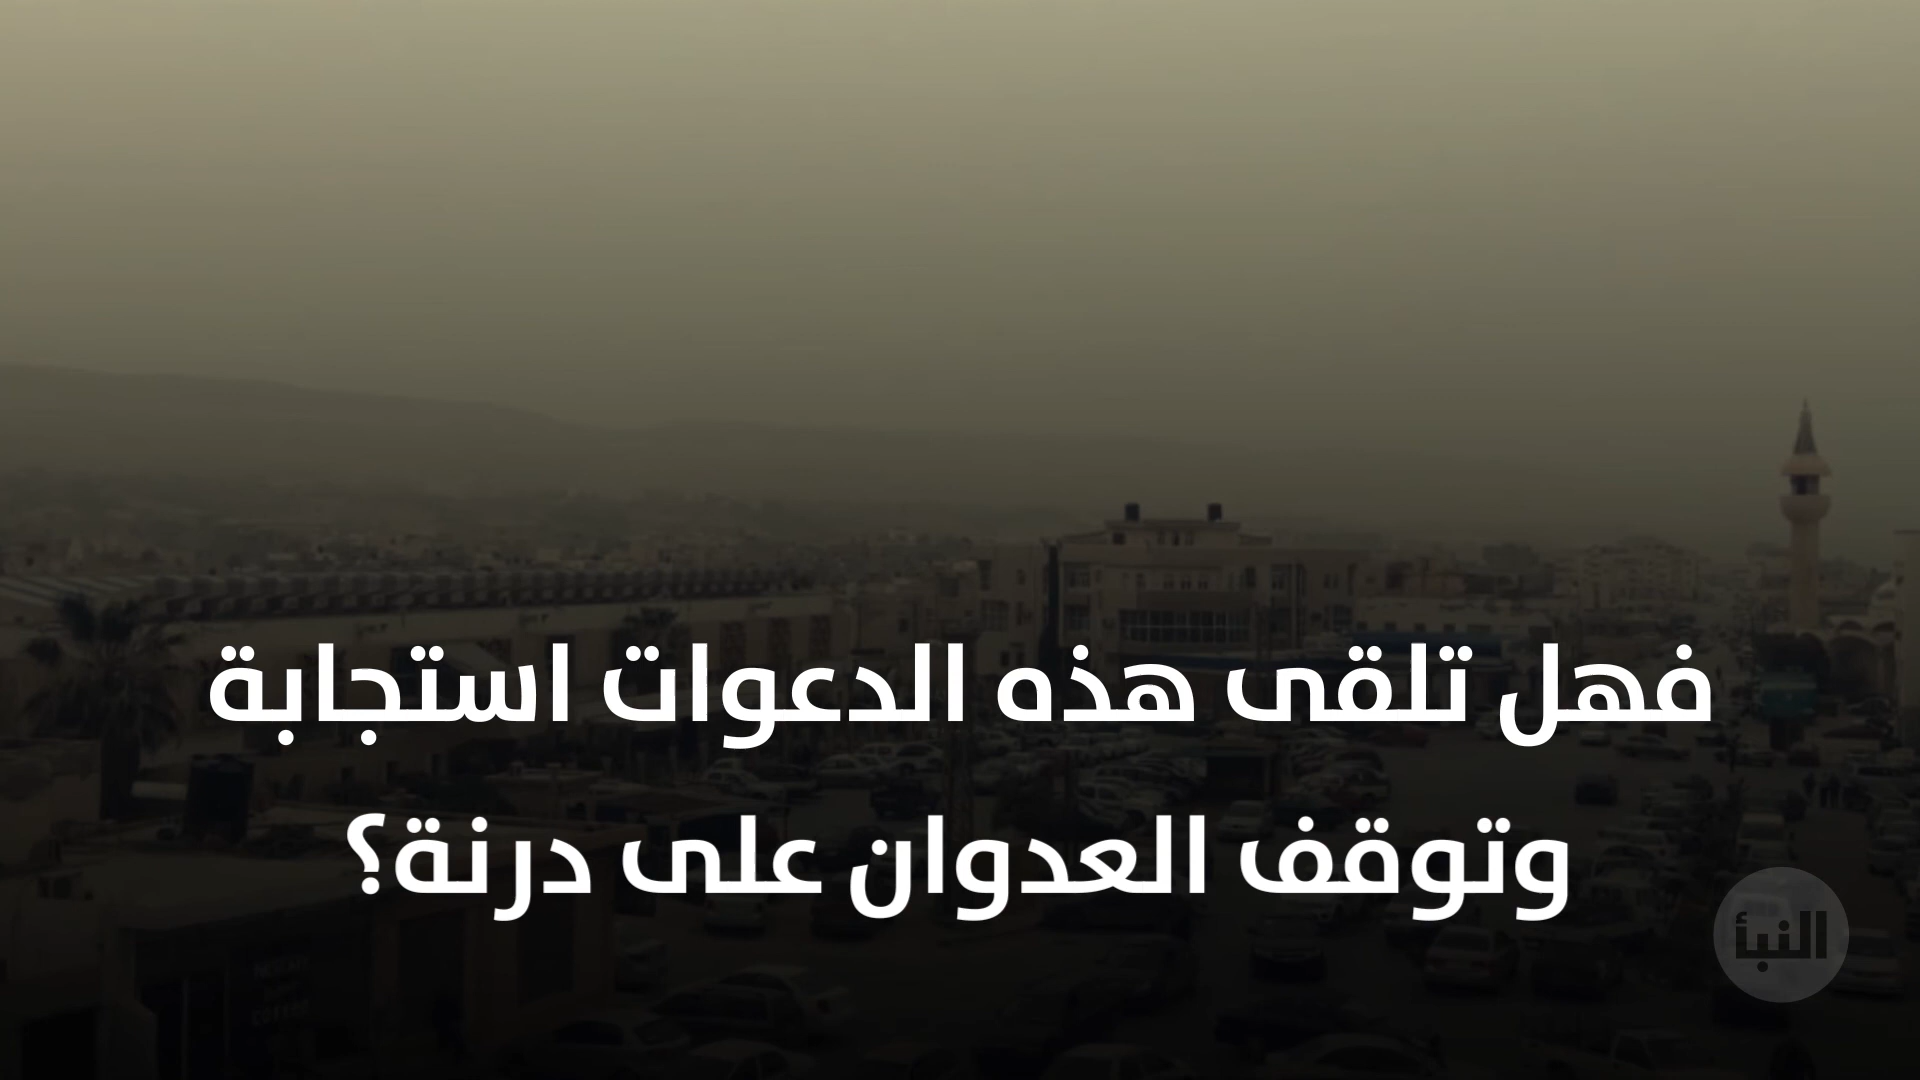 فهل تلقى هذه الدعوات استجابة
وتوقف العدوان على درنة؟
النبأ